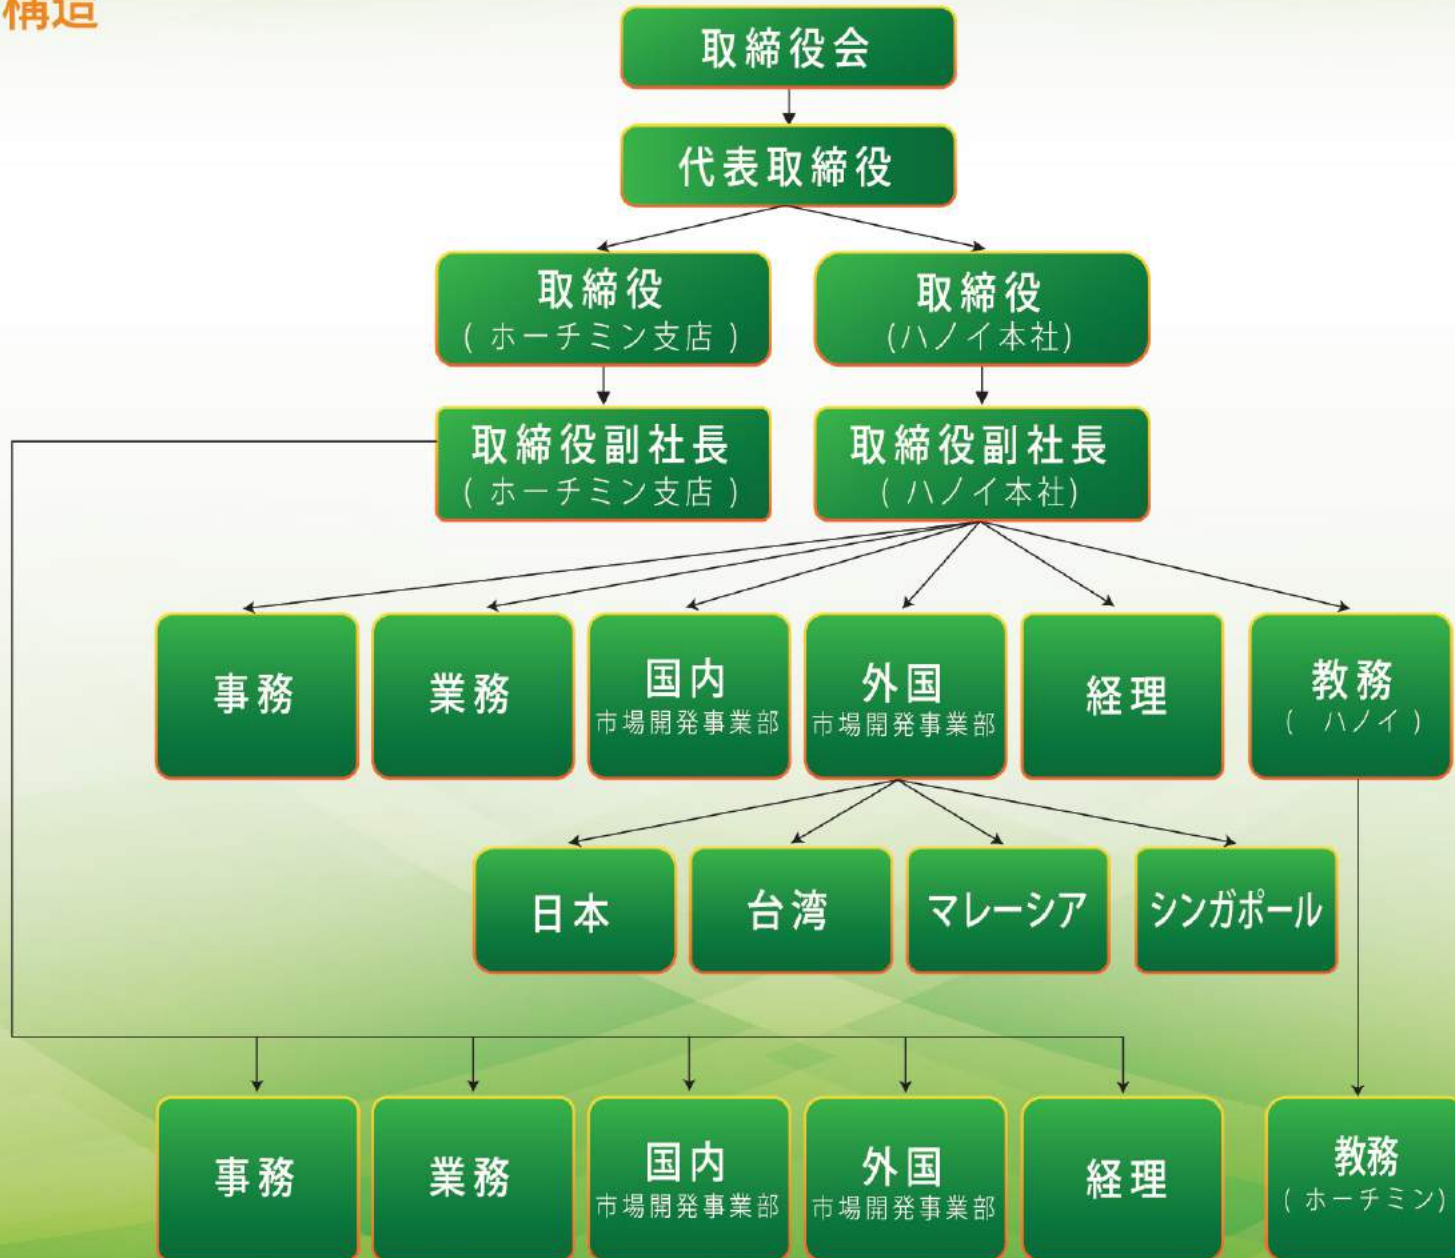 構造
取締役会
代表取締役
取締役
( ホーチミン支店 )
取締役
(ハノイ本社)
取締役副社長
( ホーチミン支店 )
取締役副社長
( ハノイ本社)
事務
業務
国内
市場開発事業部
外国
市場開発事業部
経理
教務
( ハノイ )
日本
台湾
マレーシア
シンガポール
事務
業務
国内
市場開発事業部
外国
市場開発事業部
経理
教務
( ホーチミン)